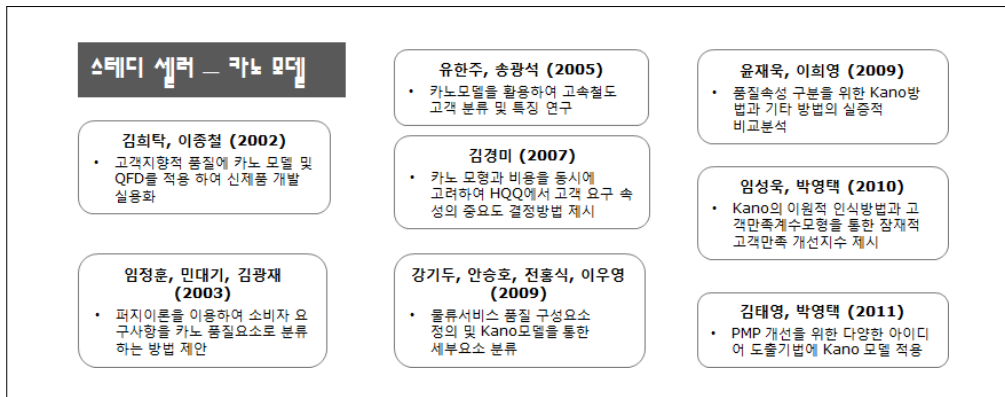 스테디 셀러 _ 카노 모델
김희탁, 이종철 (2002)
• 고객지향적 품질에 카노 모델 및
QFD를 적용 하여 신제품 개발
실용화
임정훈, 민대기, 김광재
(2003)
• 퍼지이론을 이용하여 소비자 요
구사항을 카노 품질요소로 분류
하는 방법 제안
유한주, 송광석 (2005)
• 카노모델을 활용하여 고속철도
고객 분류 및 특징 연구
김경미 (2007)
• 카노 모형과 비용을 동시에
고려하여 HQQ에서 고객 요구 속
성의 중요도 결정방법 제시
강기두, 안승호, 전홍식, 이우영
(2009)
• 물류서비스 품질 구성요소
정의 및 Kano모델을 통한
세부요소 분류
윤재욱, 이희영 (2009)
• 품질속성 구분을 위한 Kano방
법과 기타 방법의 실증적
비교분석
임성욱, 박영택 (2010)
• Kano의 이원적 인식방법과 고
객만족계수모형을 통한 잠재적
고객만족 개선지수 제시
김태영, 박영택 (2011)
• PMP 개선을 위한 다양한 아이디
어 도출기법에 Kano 모델 적용